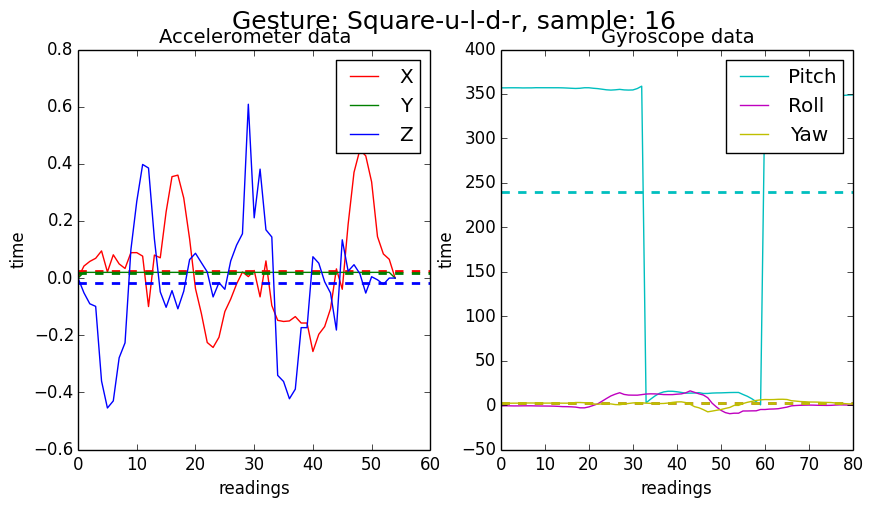 Gesture: Square-u-l-d-r, sample: 16
Accelerometer data
0.8
0.6
0.4
0.2
0.0
−0.2
−0.4
−0.6
time
X
Y
Z
0 10 20 30 40 50 60
readings
Gyroscope data
400
350
300
250
200
150
100
50
0
−50
time
Pitch
Roll
Yaw
0 10 20 30 40 50 60 70 80
readings